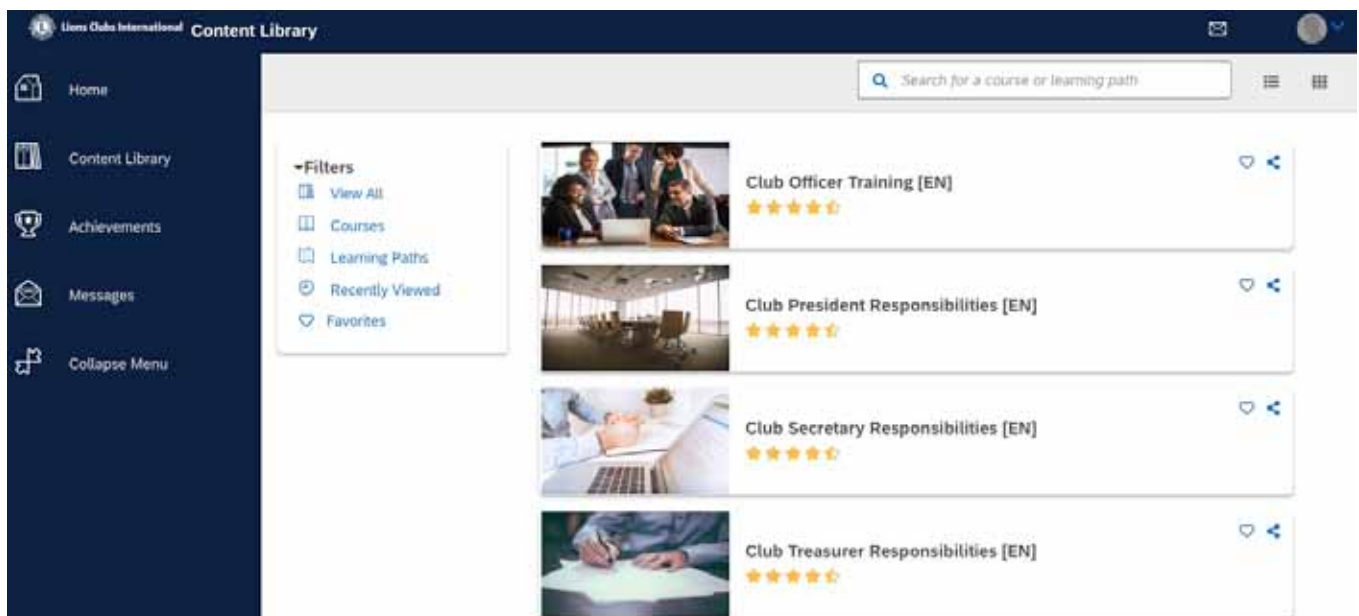 Lions Clubs International Content Library
Home
Content Library
Achievements
Messages
Collapse Menu
Search for a course or learning path
Filters
View All
Courses
Learning Paths
Recently Viewed
Favorites
Club Officer Training [EN]
Club President Responsibilities [EN]
Club Secretary Responsibilities [EN]
Club Treasurer Responsibilities [EN]